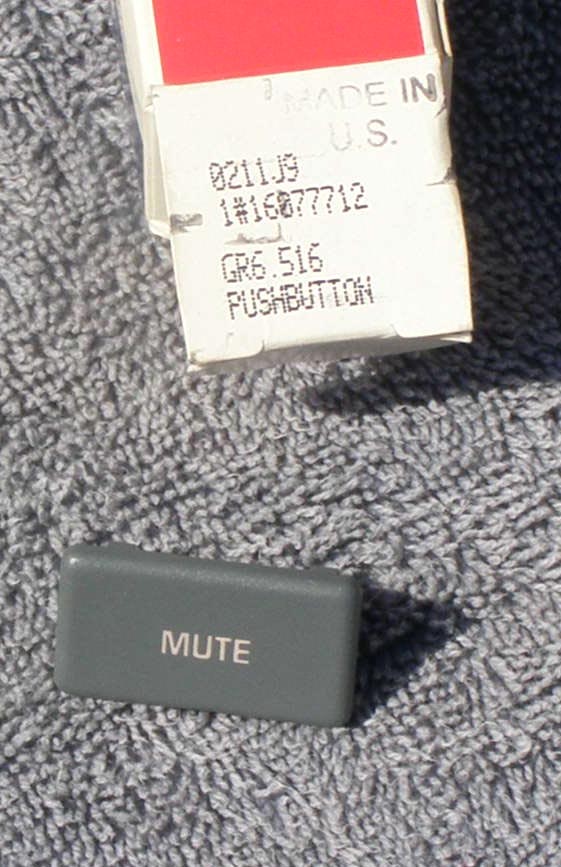 MADE IN
U.S.
0211J9
1#16077712
GR6.516
PUSHBUTTON
MUTE